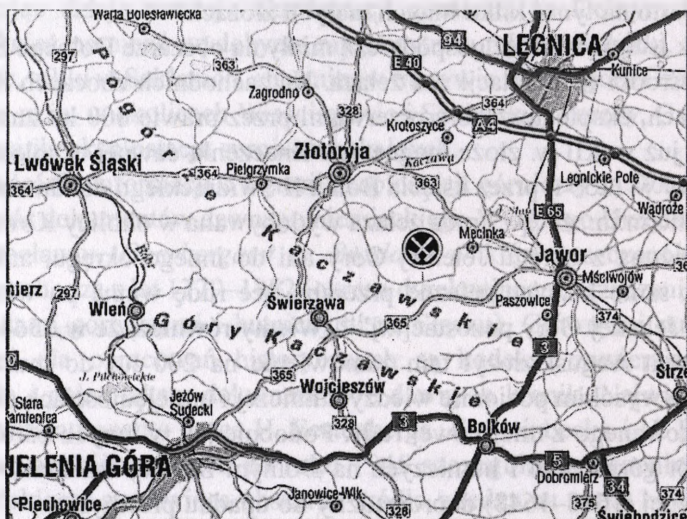 Warta Bolesławiecka
94
LEGNICA
297
363
E 40
Kunice
Zagrodno
328
364
Krotoszyce
A4
Złotoryja
Lwówek Śląski
364
Pielgrzymka
Kaczawa
363
Legnickie Pole
364
Wądroże
E 65
Męcinka
Jawor
Mściwojów
297
Wleń
Świerzawa
Paszowice
365
374
Góry Kaczawskie
3
J. Pilchowickie
365
Wojcieszów
Jeżów
Sudecki
Stara
Kamienica
328
3
Bolków
5
Dobromierz
JELENIA GÓRA
34
Janowice Wlk.
328
375
374
Piechowice
Świebodzice